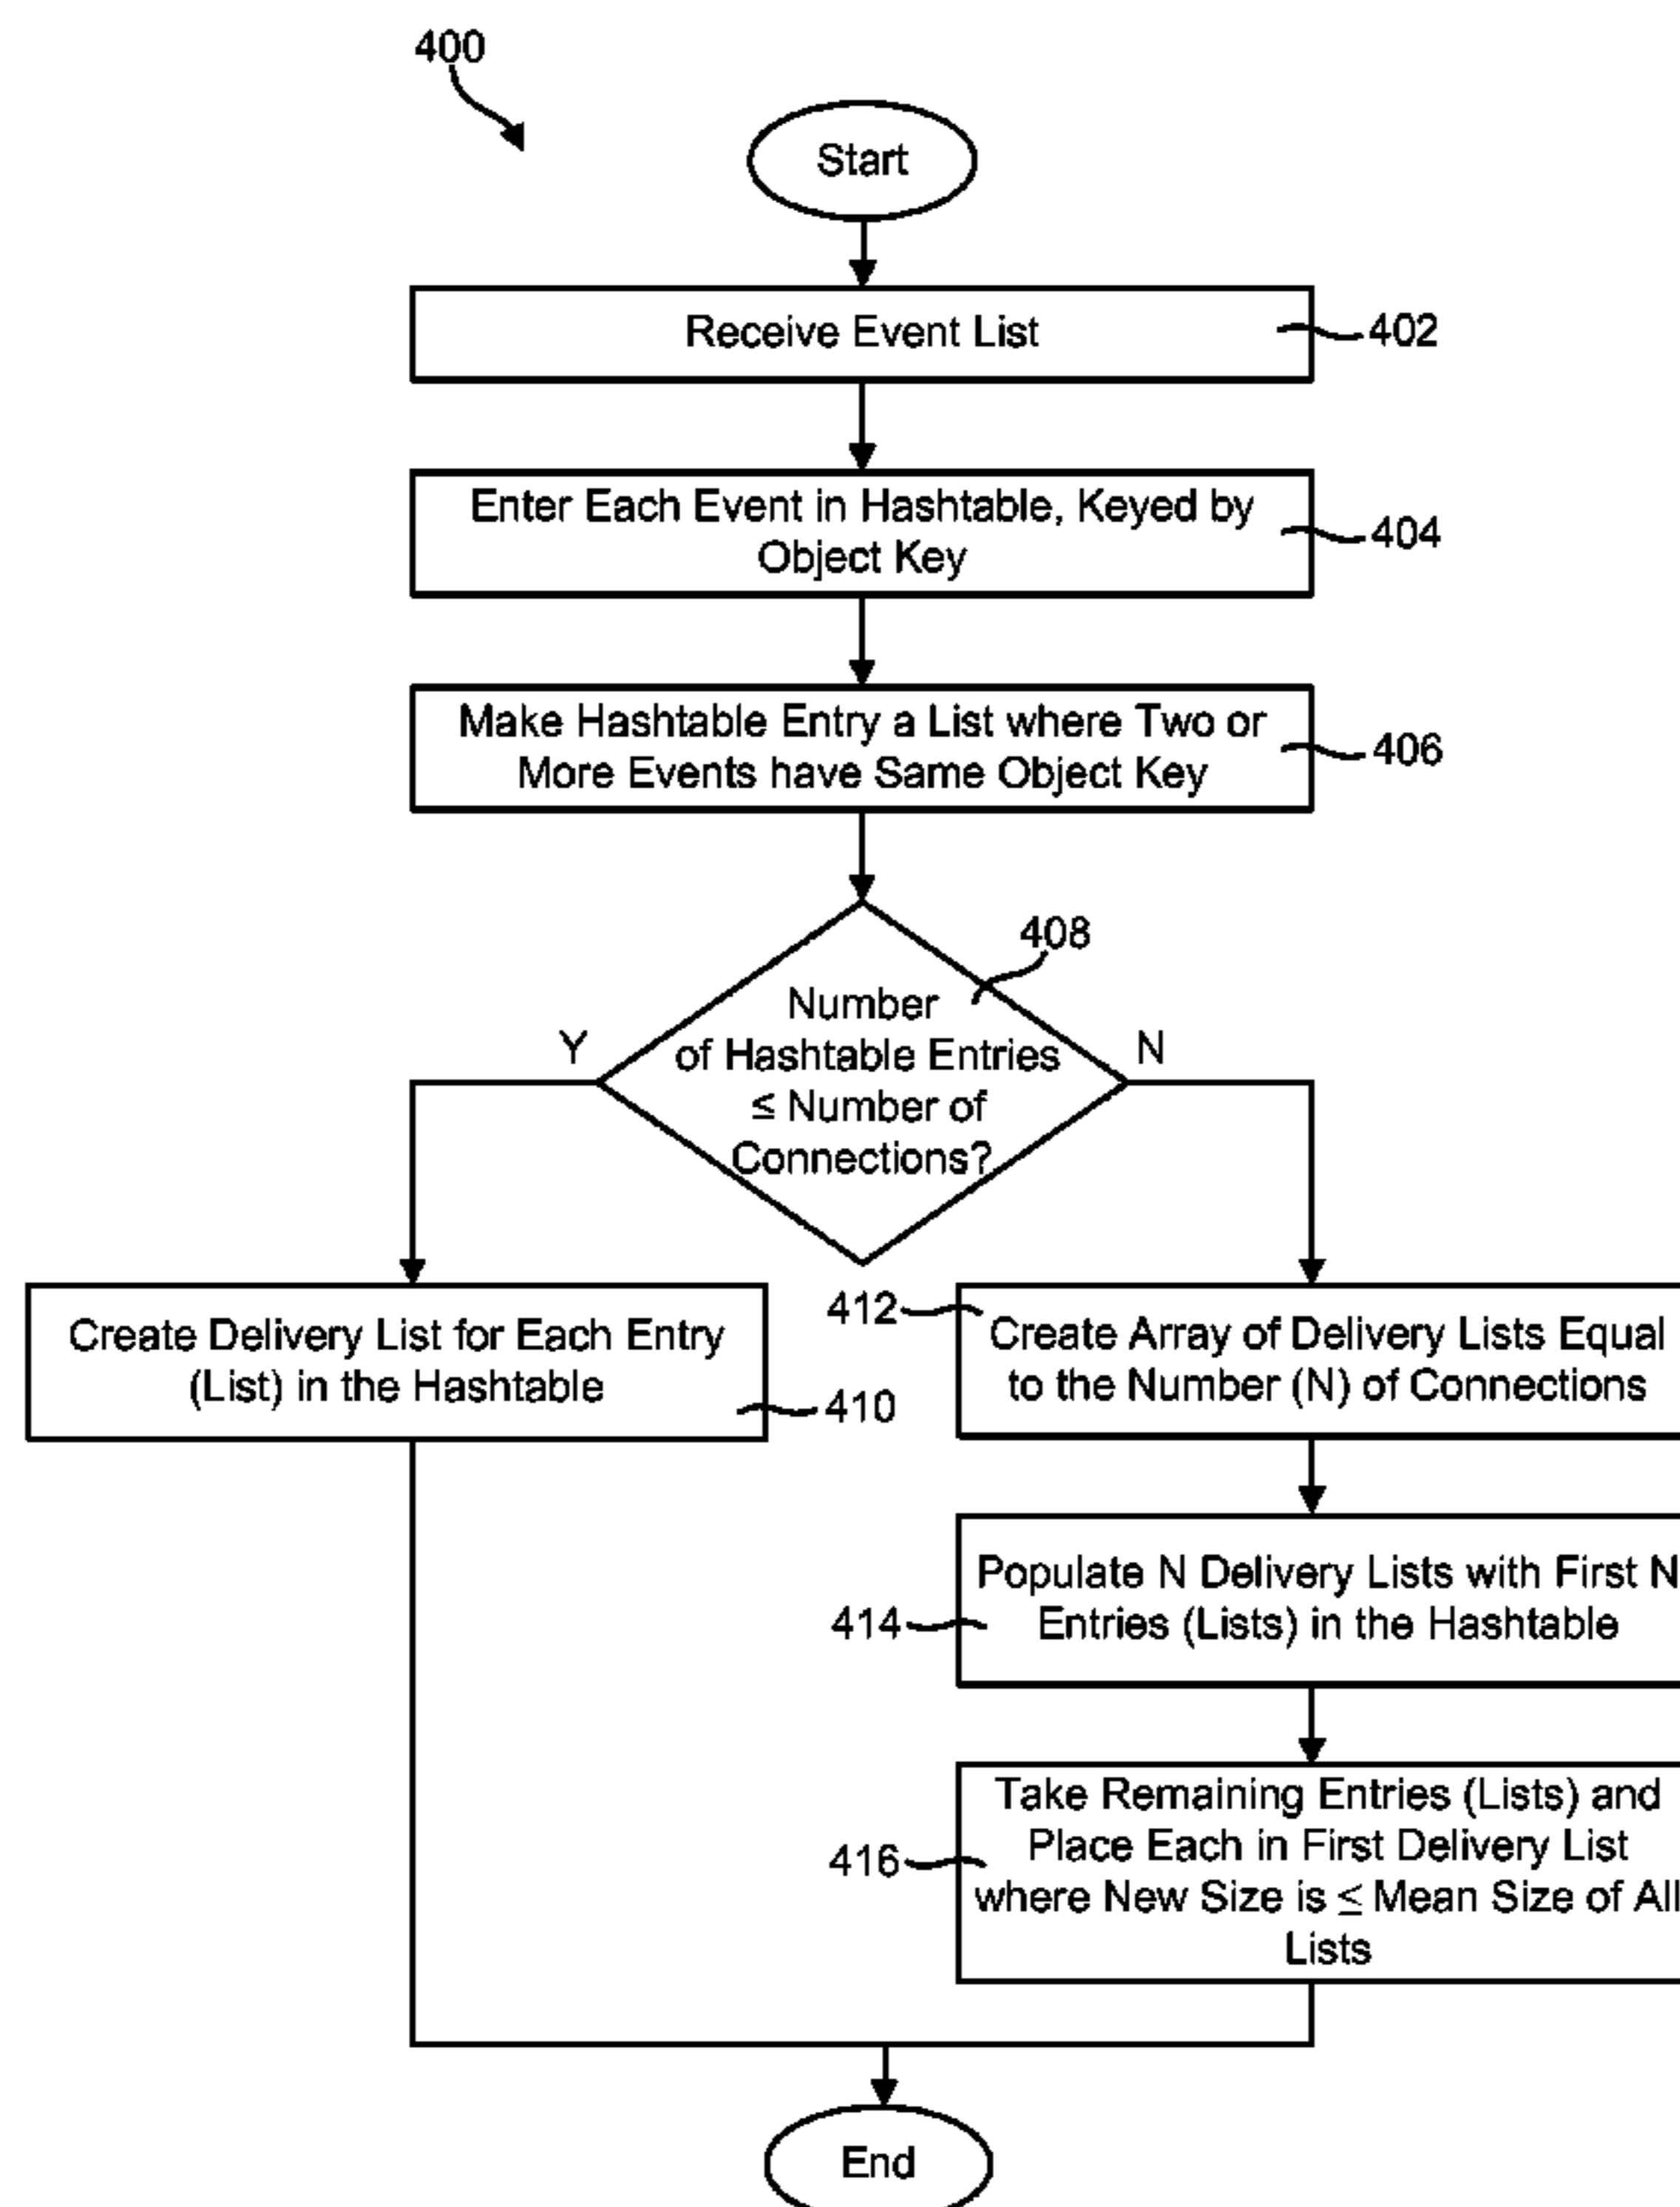 400
Start
Receive Event List
402
Enter Each Event in Hashtable, Keyed by
Object Key
404
Make Hashtable Entry a List where Two or
More Events have Same Object Key
406
408
Number
of Hashtable Entries
≤ Number of
Connections?
Y
N
Create Delivery List for Each Entry
(List) in the Hashtable
410
412
Create Array of Delivery Lists Equal
to the Number (N) of Connections
Populate N Delivery Lists with First N
Entries (Lists) in the Hashtable
414
Take Remaining Entries (Lists) and
Place Each in First Delivery List
where New Size is ≤ Mean Size of All
Lists
416
End